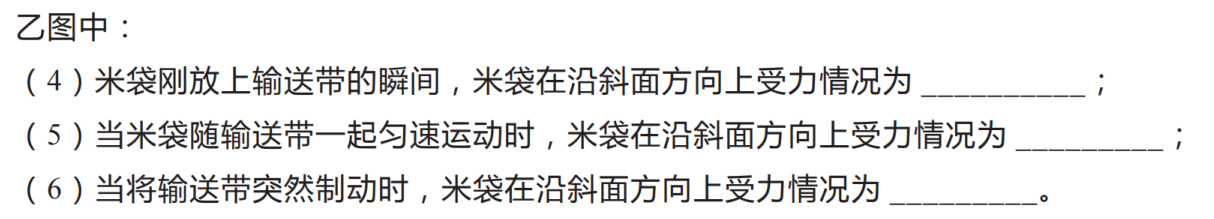 乙图中：
（4）米袋刚放上输送带的瞬间，米袋在沿斜面方向上受力情况为 __________；
（5）当米袋随输送带一起匀速运动时，米袋在沿斜面方向上受力情况为 _________；
（6）当将输送带突然制动时，米袋在沿斜面方向上受力情况为 _________。